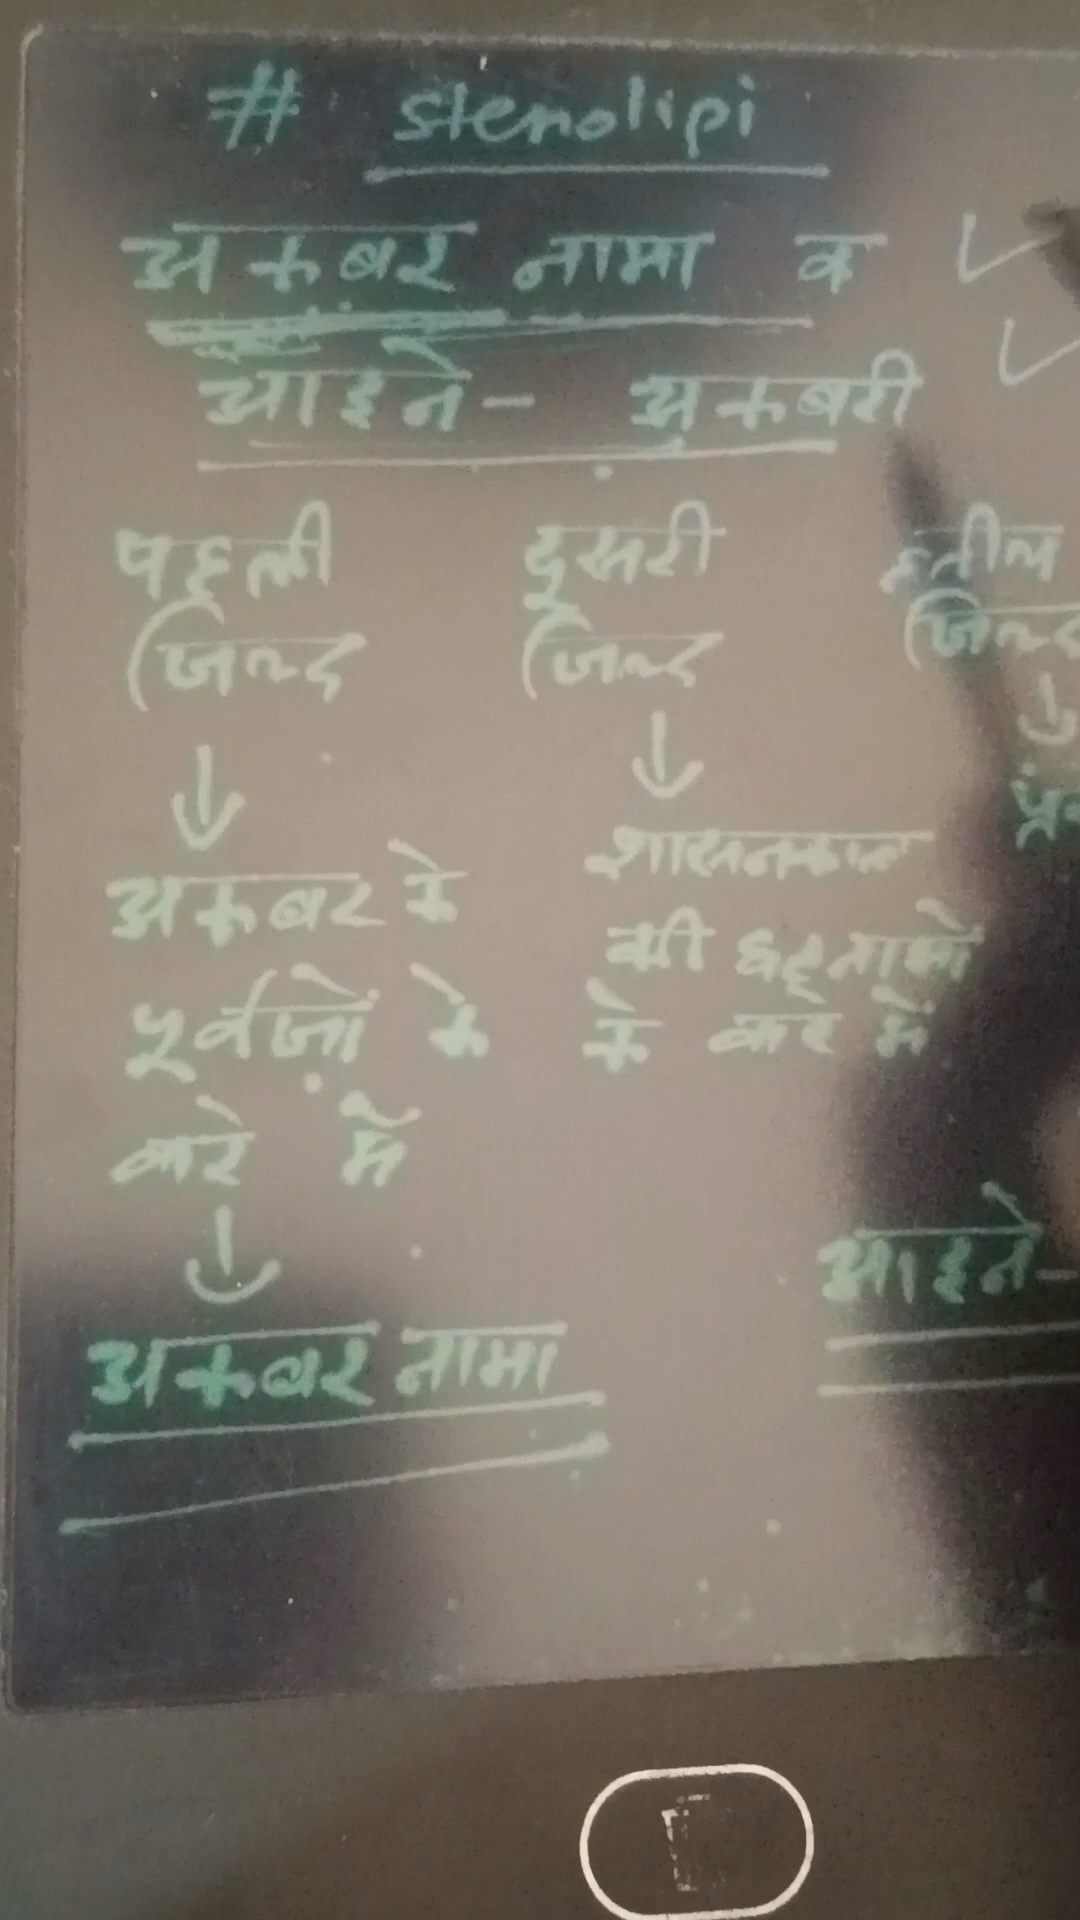 # stenolipi
अकबर नामा व
आइने - अकबरी
पहली
जिल्द
↓
अकबर के
पूर्वजों के
बारे में
↓
अकबर नामा
दूसरी
जिल्द
↓
शासनकाल
की घटनाओ
के बारे में
जिल्द
↓
आइने -